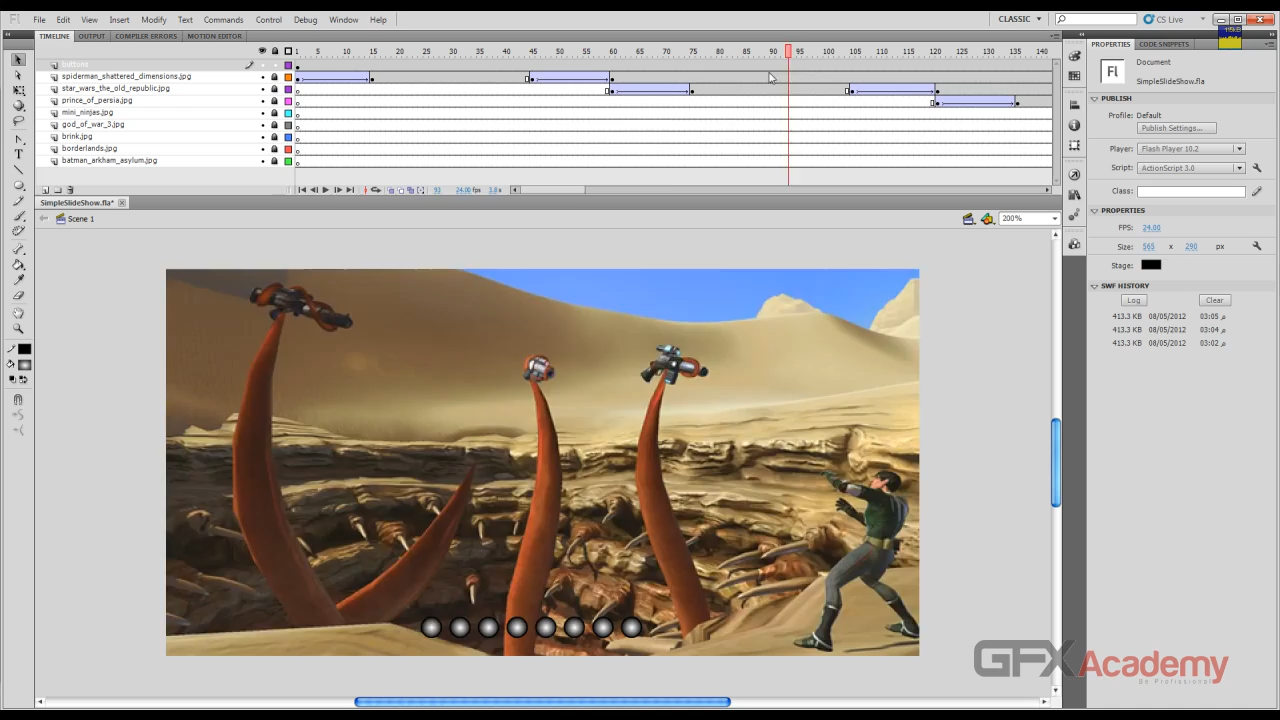 Fl File Edit View Insert Modify Text Commands Control Debug Window Help CLASSIC CS Live
TIMELINE OUTPUT COMPILER ERRORS MOTION EDITOR
1 5 10 15 20 25 30 35 40 45 50 55 60 65 70 75 80 85 90 95 100 105 110 115 120 125 130 135 140
buttons
spiderman_shattered_dimensions.jpg
star_wars_the_old_republic.jpg
prince_of_persia.jpg
mini_ninjas.jpg
god_of_war_3.jpg
brink.jpg
borderlands.jpg
batman_arkham_asylum.jpg
93 24.00 fps 3.8 s
SimpleSlideShow.fla*
Scene 1
200%
PROPERTIES CODE SNIPPETS
Fl
Document
SimpleSlideShow.fla
PUBLISH
Profile: Default
Publish Settings...
Player: Flash Player 10.2
Script: ActionScript 3.0
Class:
PROPERTIES
FPS: 24.00
Size: 565 x 290 px
Stage:
SWF HISTORY
Log Clear
413.3 KB 08/05/2012 03:05 م
413.3 KB 08/05/2012 03:04 م
413.3 KB 08/05/2012 03:02 م
GFXAcademy
Be Professional